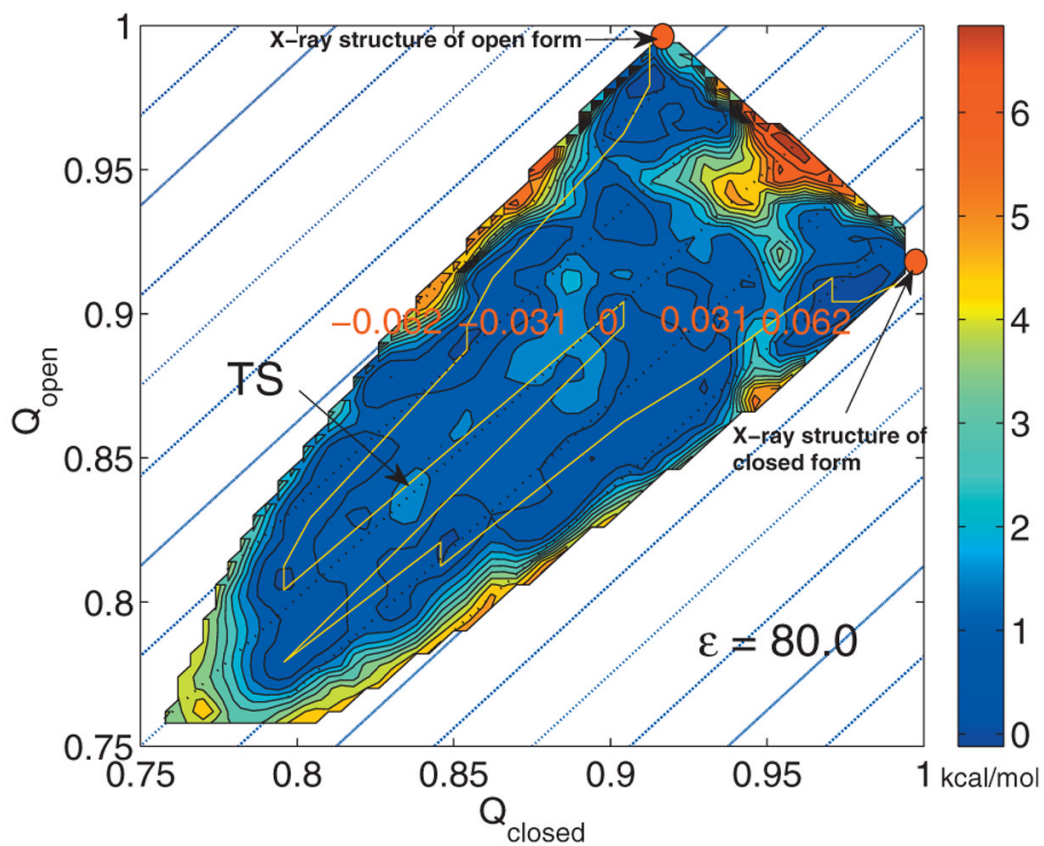 1
X-ray structure of open form
6
0.95
5
Q_open
0.9
−0.062 −0.031 0 0.031 0.062
4
TS
X-ray structure of
closed form
3
0.85
2
0.8
ε = 80.0
1
0
0.75
0.75 0.8 0.85 0.9 0.95 1 kcal/mol
Q_closed